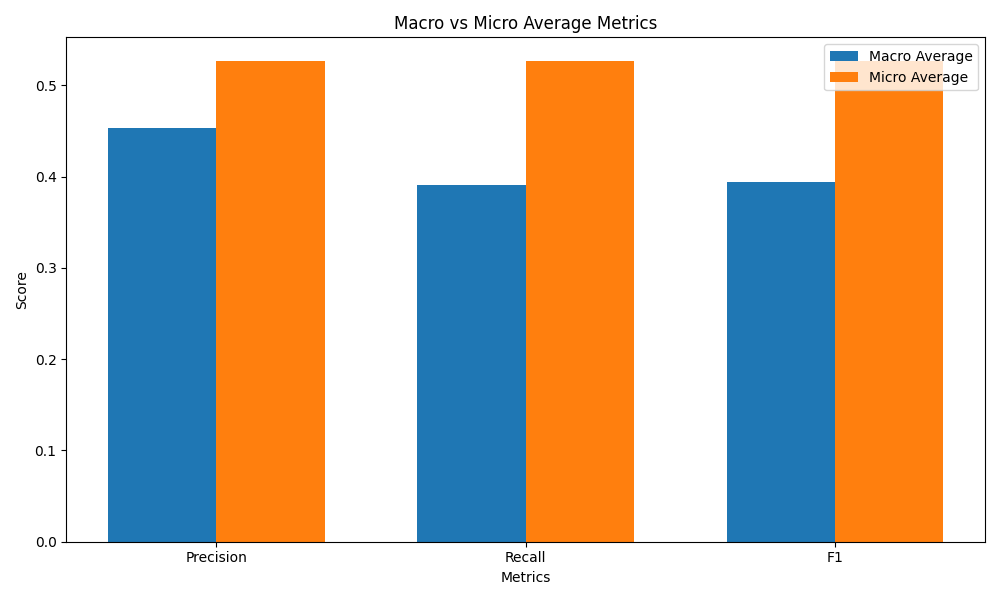 Macro vs Micro Average Metrics
Macro Average
Micro Average
Score
0.5
0.4
0.3
0.2
0.1
0.0
Precision
Recall
F1
Metrics